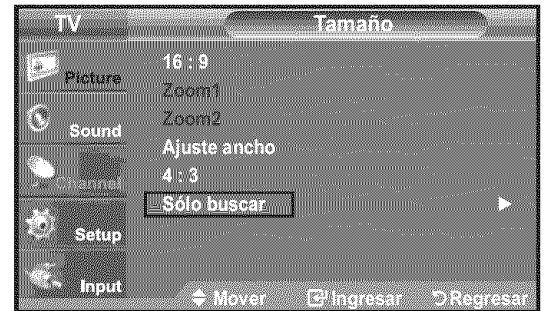 TV
Tamaño
Picture
Sound
Channel
Setup
Input
16 : 9
Zoom1
Zoom2
Ajuste ancho
4 : 3
Sólo buscar
Mover
Ingresar
Regresar